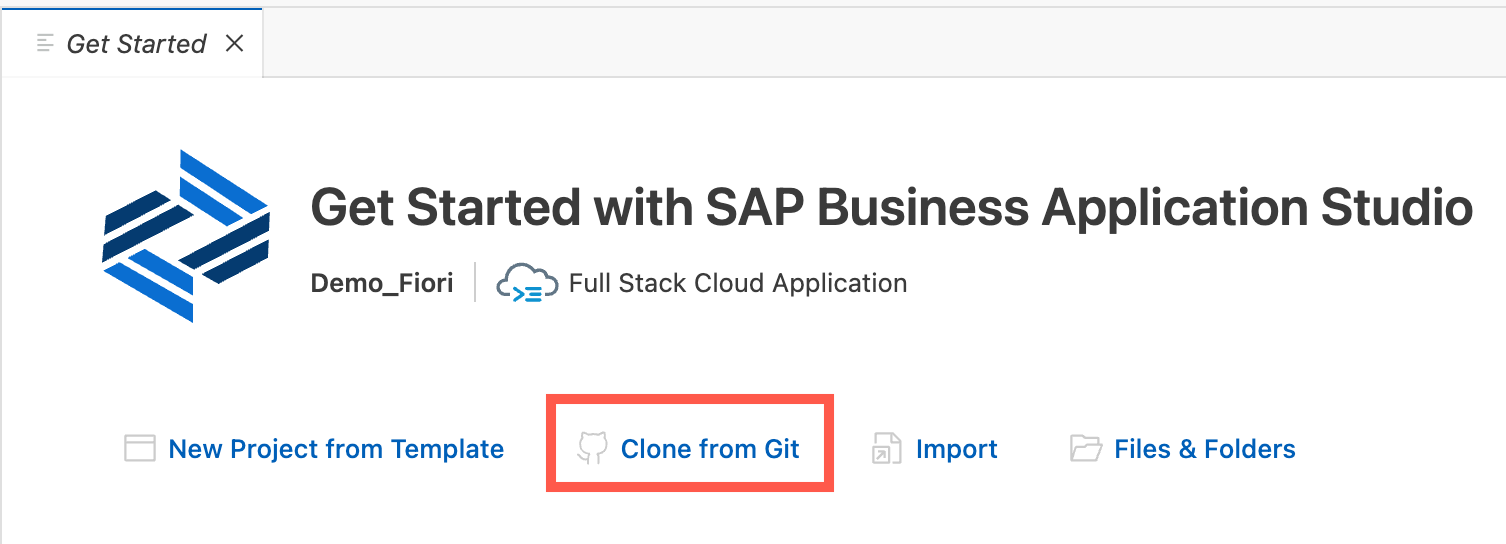 Get Started
Get Started with SAP Business Application Studio
Demo_Fiori Full Stack Cloud Application
New Project from Template Clone from Git Import Files & Folders